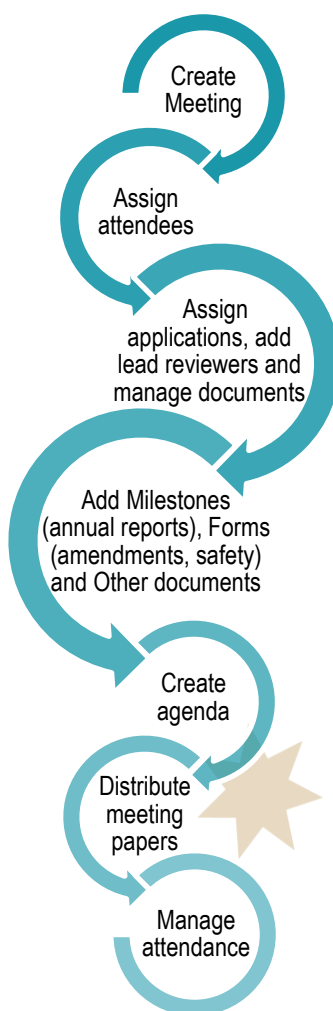 Create
Meeting
Assign
attendees
Assign
applications, add
lead reviewers and
manage documents
Add Milestones
(annual reports), Forms
(amendments, safety)
and Other documents
Create
agenda
Distribute
meeting
papers
Manage
attendance